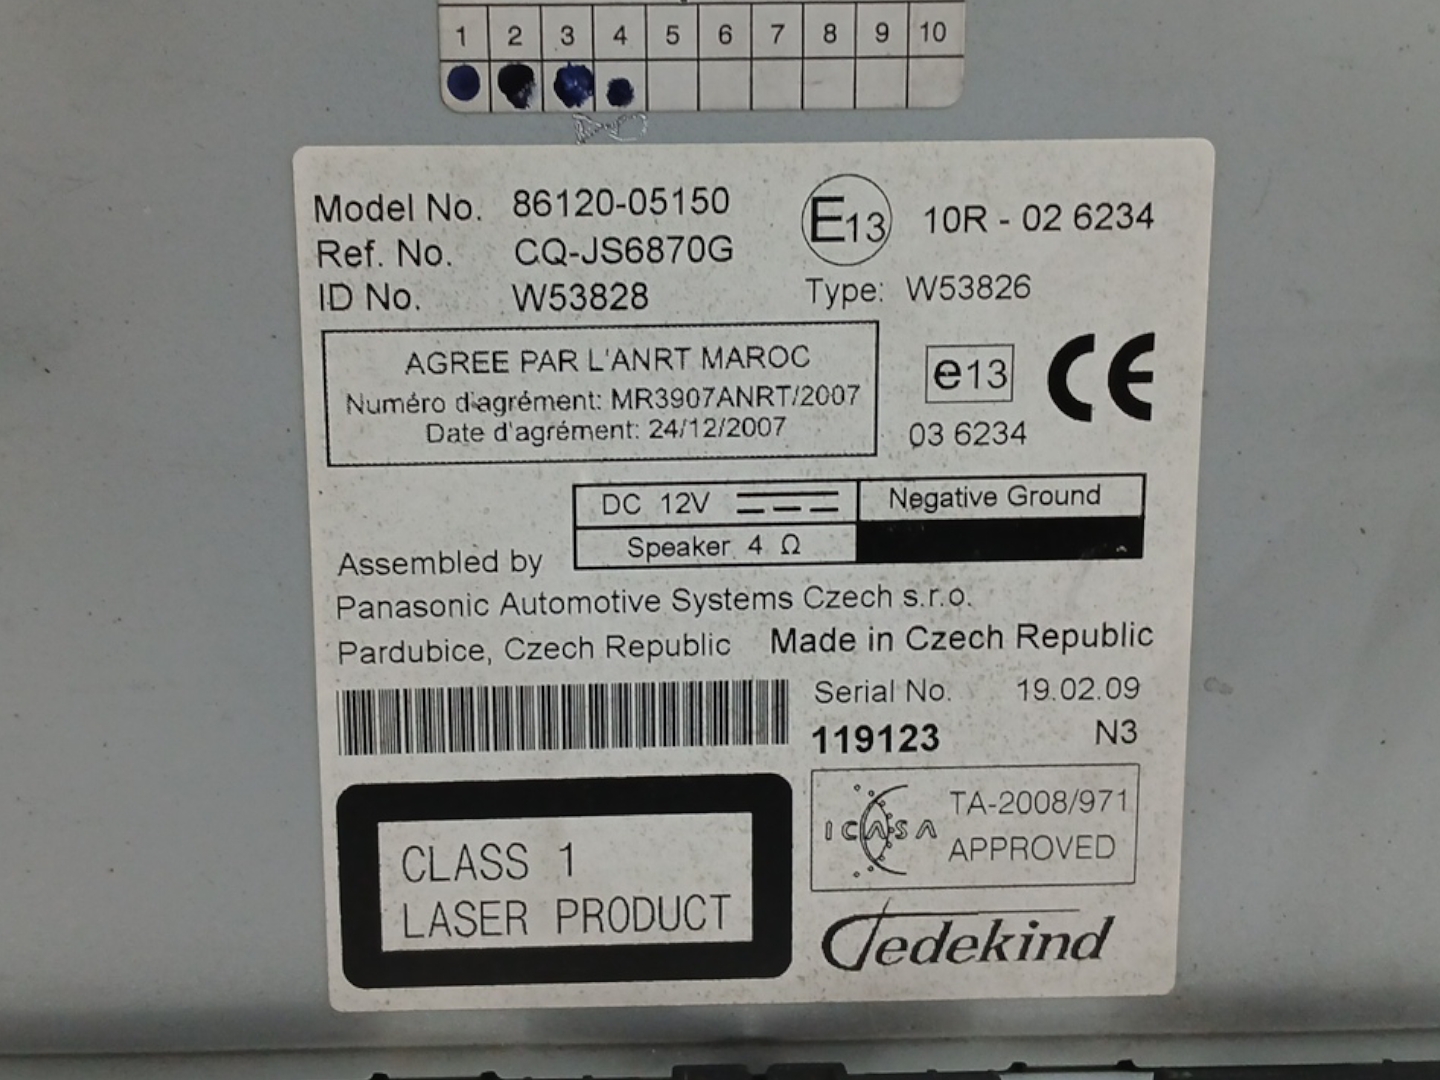 1 2 3 4 5 6 7 8 9 10
Model No. 86120-05150
Ref. No. CQ-JS6870G
ID No. W53828
E13 10R - 02 6234
Type: W53826
AGREE PAR L'ANRT MAROC
Numéro d'agrément: MR3907ANRT/2007
Date d'agrément: 24/12/2007
e13 CE
03 6234
DC 12V Negative Ground
Speaker 4 Ω
Assembled by
Panasonic Automotive Systems Czech s.r.o.
Pardubice, Czech Republic Made in Czech Republic
Serial No. 19.02.09
119123 N3
CLASS 1
LASER PRODUCT
ICASA
TA-2008/971
APPROVED
Jedekind